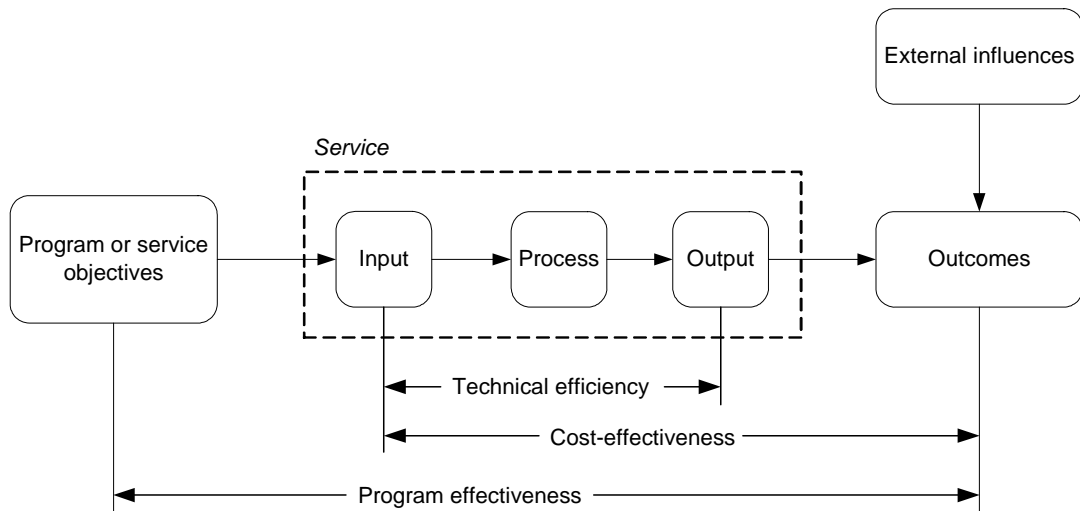 External influences
Service
Program or service
objectives
Input
Process
Output
Outcomes
Technical efficiency
Cost-effectiveness
Program effectiveness